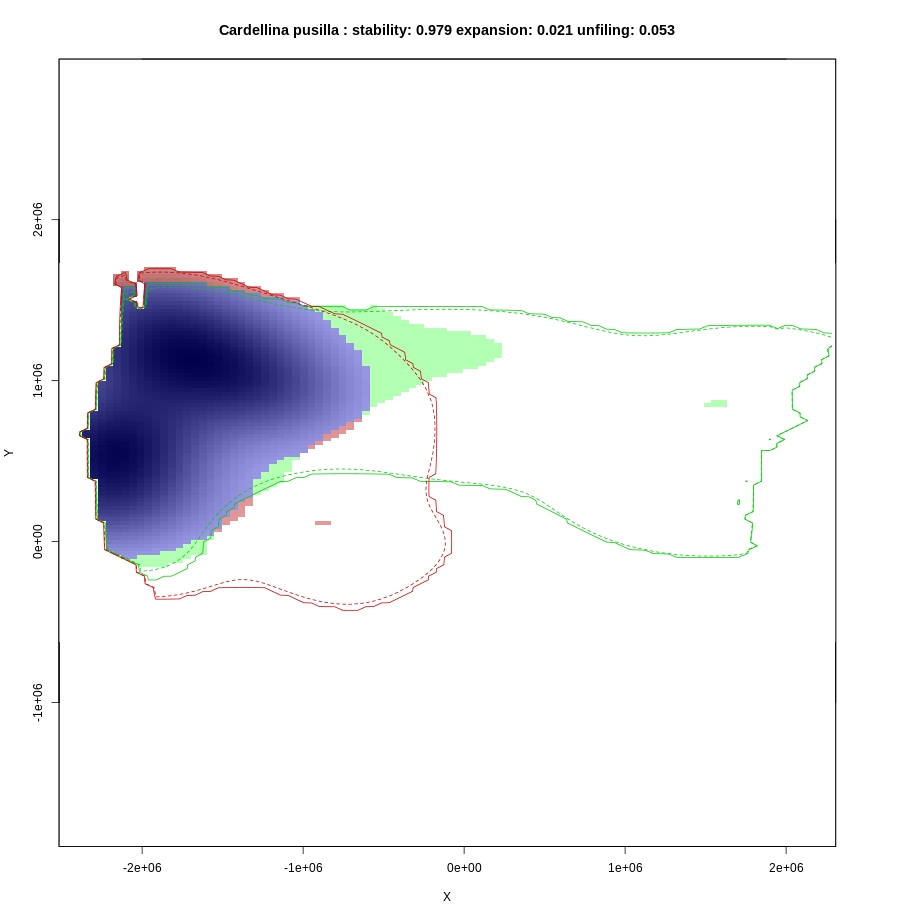 Cardellina pusilla : stability: 0.979 expansion: 0.021 unfiling: 0.053
2e+06
1e+06
0e+00
-1e+06
Y
-2e+06 -1e+06 0e+00 1e+06 2e+06
X